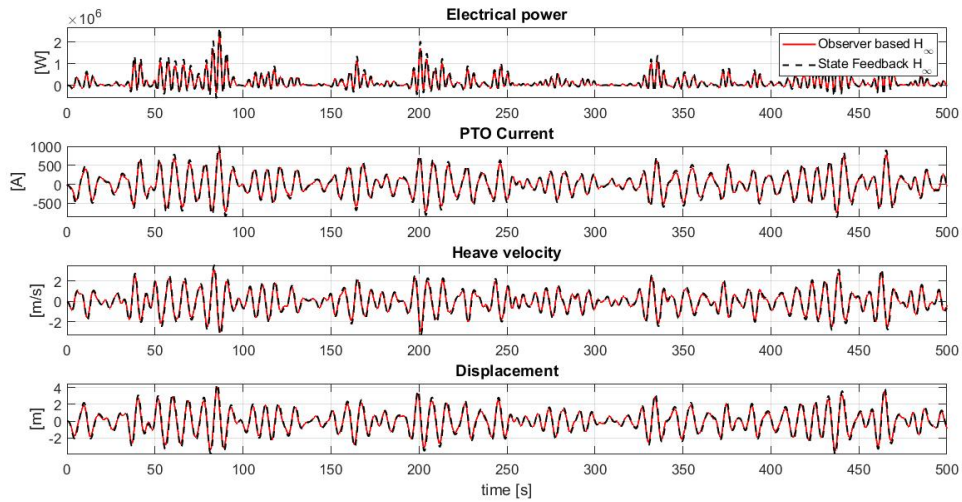 Electrical power
×10⁶
[W]
2
1
0
Observer based H∞
State Feedback H∞
0 50 100 150 200 250 300 350 400 450 500
PTO Current
[A]
1000
500
0
-500
0 50 100 150 200 250 300 350 400 450 500
Heave velocity
[m/s]
2
0
-2
0 50 100 150 200 250 300 350 400 450 500
Displacement
[m]
4
2
0
-2
0 50 100 150 200 250 300 350 400 450 500
time [s]